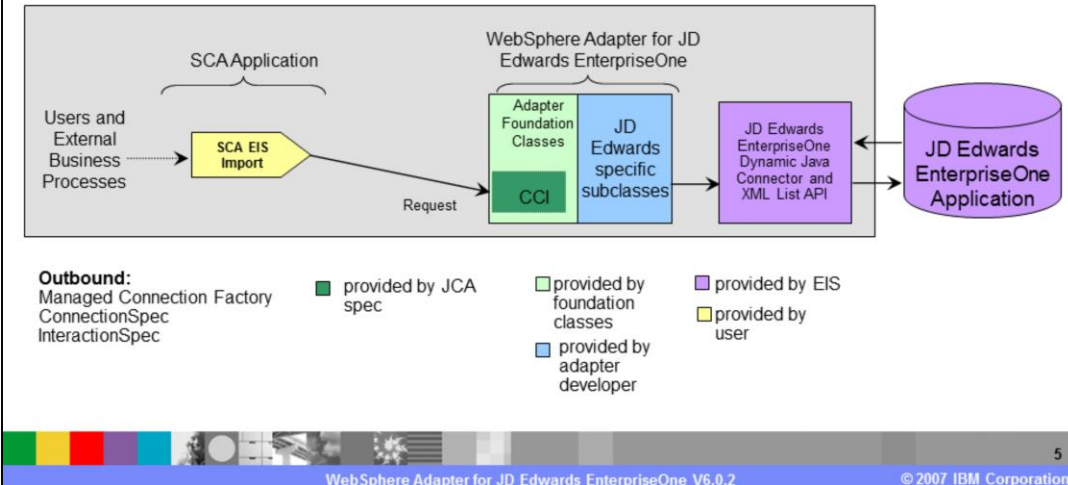 WebSphere Adapter for JD
Edwards EnterpriseOne
SCA Application
Users and
External
Business
Processes
SCA EIS
Import
Request
Adapter
Foundation
Classes
CCI
JD
Edwards
specific
subclasses
JD Edwards
EnterpriseOne
Dynamic Java
Connector and
XML List API
JD Edwards
EnterpriseOne
Application
Outbound:
Managed Connection Factory
ConnectionSpec
InteractionSpec
provided by JCA
spec
provided by
foundation
classes
provided by
adapter
developer
provided by EIS
provided by
user
5
WebSphere Adapter for JD Edwards EnterpriseOne V6.0.2
© 2007 IBM Corporation